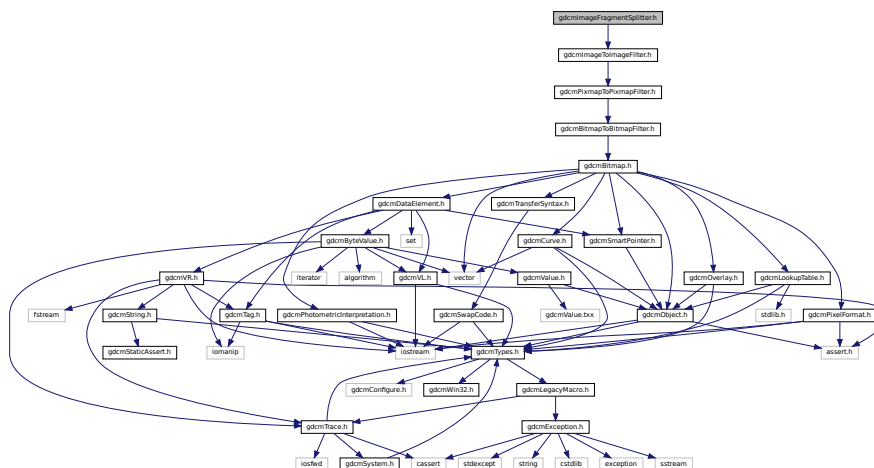 gdcmImageFragmentSplitter.h
gdcmImageToImageFilter.h
gdcmPixmapToPixmapFilter.h
gdcmBitmapToBitmapFilter.h
gdcmBitmap.h
gdcmDataElement.h
gdcmTransferSyntax.h
gdcmByteValue.h
set
gdcmCurve.h
gdcmSmartPointer.h
gdcmVR.h
iterator
algorithm
gdcmVL.h
vector
gdcmValue.h
gdcmOverlay.h
gdcmLookupTable.h
fstream
gdcmString.h
gdcmTag.h
gdcmPhotometricInterpretation.h
gdcmSwapCode.h
gdcmValue.txx
gdcmObject.h
stdlib.h
gdcmPixelFormat.h
gdcmStaticAssert.h
iomanip
iostream
gdcmTypes.h
assert.h
gdcmConfigure.h
gdcmWin32.h
gdcmLegacyMacro.h
gdcmTrace.h
gdcmException.h
iosfwd
gdcmSystem.h
cassert
stdexcept
string
cstdlib
exception
sstream